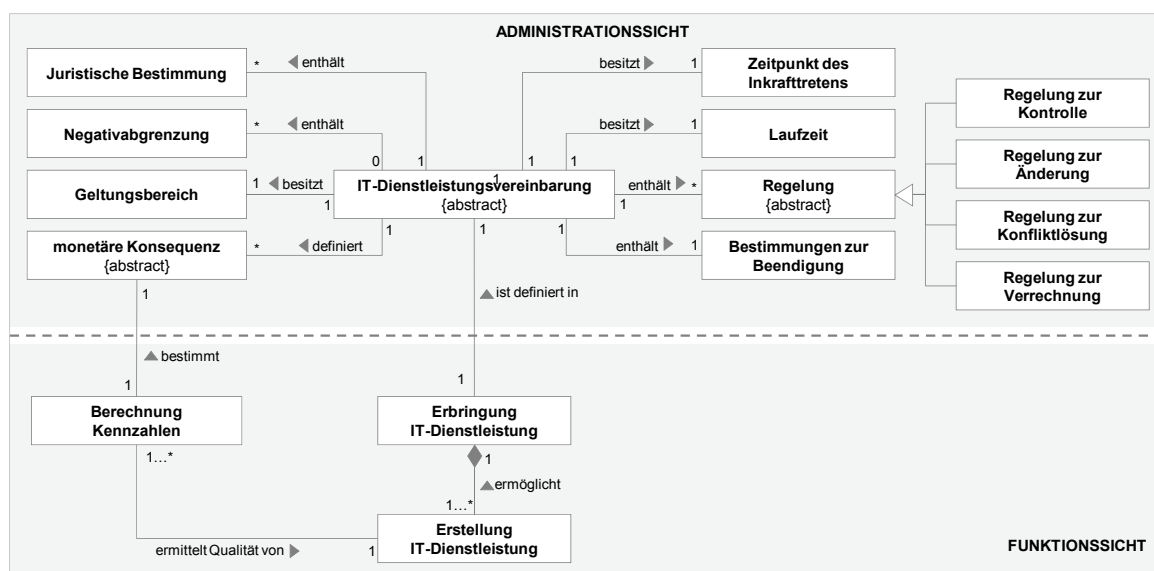 ADMINISTRATIONSSICHT
Juristische Bestimmung
* enthält
besitzt 1
Zeitpunkt des
Inkrafttretens
Regelung zur
Kontrolle
Negativabgrenzung
* enthält
besitzt 1
Laufzeit
Regelung zur
Änderung
0 1 1 1
Geltungsbereich
1 besitzt 1
1
IT-Dienstleistungsvereinbarung
{abstract}
enthält *
1
Regelung
{abstract}
Regelung zur
Konfliktlösung
monetäre Konsequenz
{abstract}
* definiert 1
1 1
enthält 1
Bestimmungen zur
Beendigung
Regelung zur
Verrechnung
1
ist definiert in
bestimmt
1 1
Berechnung
Kennzahlen
Erbringung
IT-Dienstleistung
1…* 1
ermöglicht
1…*
Erstellung
IT-Dienstleistung
ermittelt Qualität von 1
FUNKTIONSSICHT